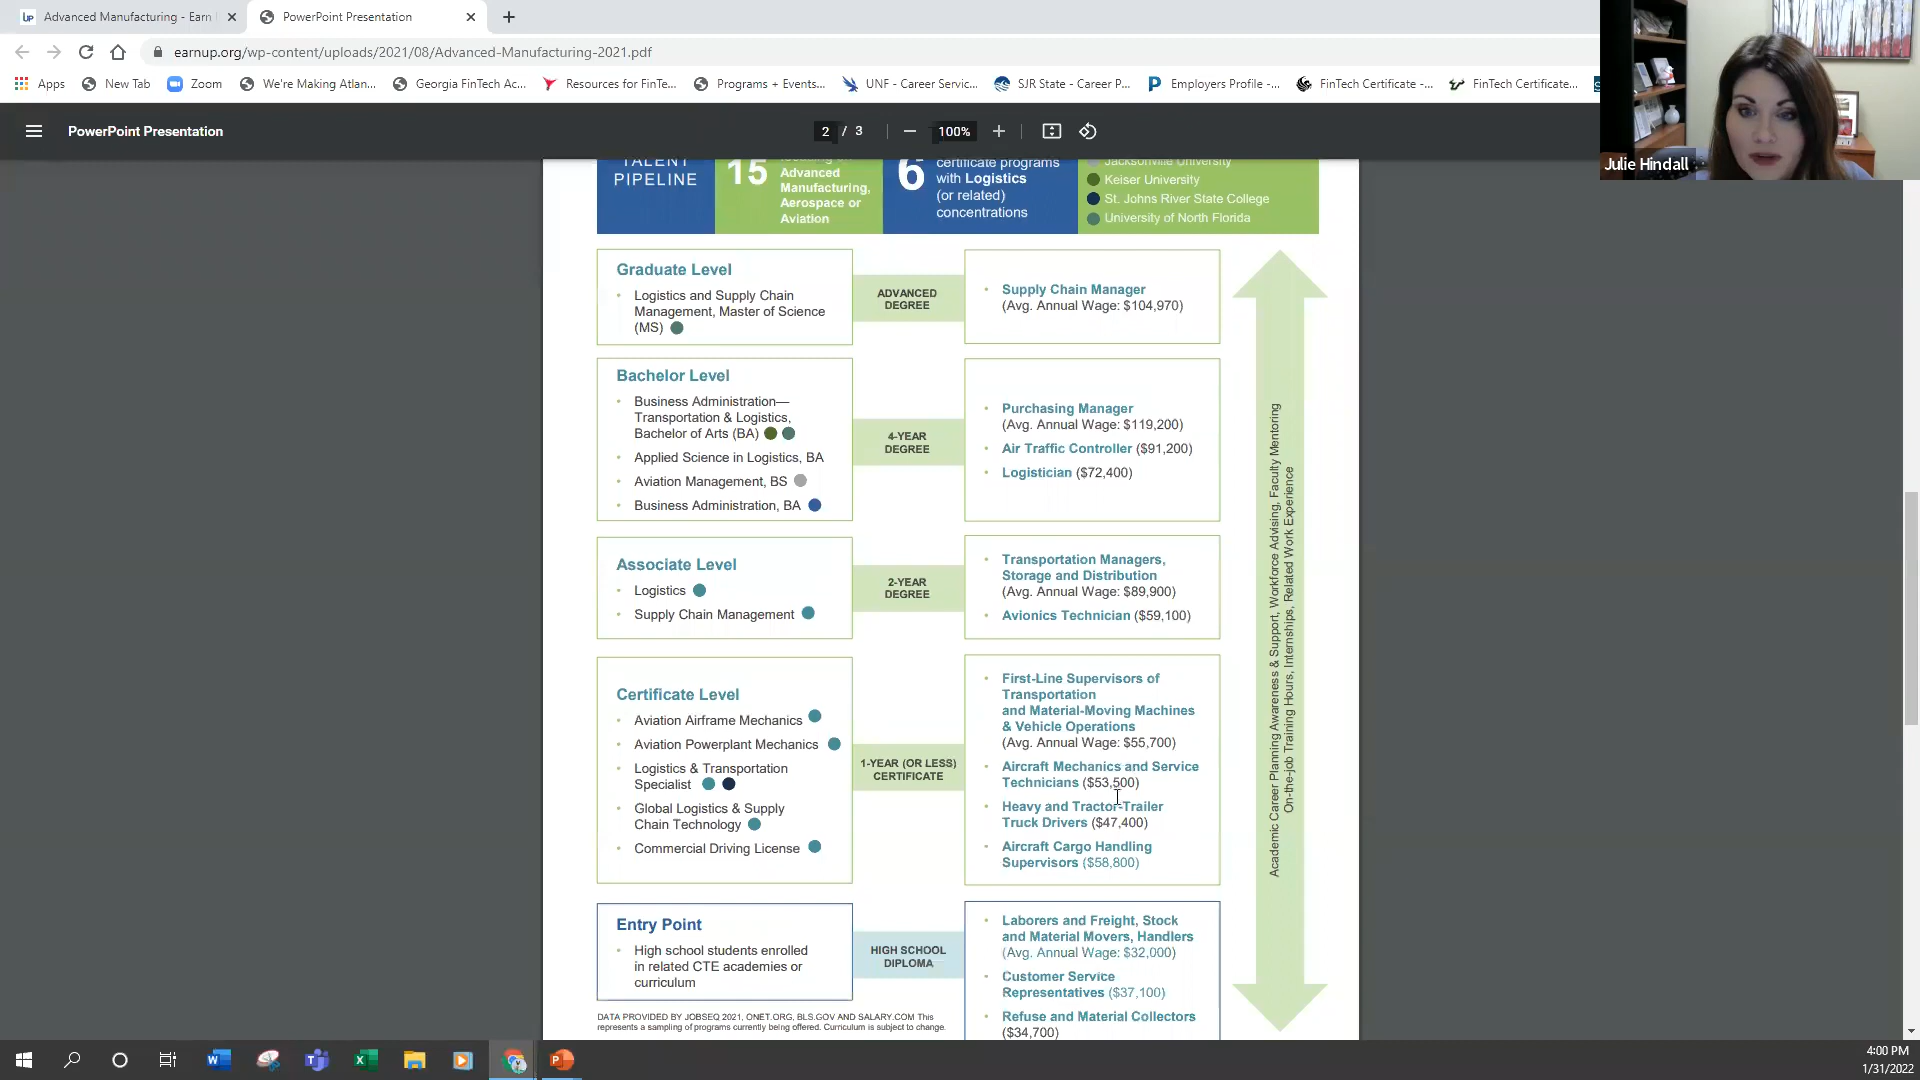 Advanced Manufacturing - Earn
PowerPoint Presentation
earnup.org/wp-content/uploads/2021/08/Advanced-Manufacturing-2021.pdf
Apps
New Tab
Zoom
We're Making Atlan...
Georgia FinTech Ac...
Resources for FinTe...
Programs + Events...
UNF - Career Servic...
SJR State - Career P...
Employers Profile -...
FinTech Certificate -...
FinTech Certificate...
PowerPoint Presentation
2 / 3
100%
Julie Hindall
TALENT
PIPELINE
15
Advanced
Manufacturing,
Aerospace or
Aviation
6
certificate programs
with Logistics
(or related)
concentrations
Jacksonville University
Keiser University
St. Johns River State College
University of North Florida
Graduate Level
Logistics and Supply Chain
Management, Master of Science
(MS)
ADVANCED
DEGREE
Supply Chain Manager
(Avg. Annual Wage: $104,970)
Bachelor Level
Business Administration—
Transportation & Logistics,
Bachelor of Arts (BA)
Applied Science in Logistics, BA
Aviation Management, BS
Business Administration, BA
4-YEAR
DEGREE
Purchasing Manager
(Avg. Annual Wage: $119,200)
Air Traffic Controller ($91,200)
Logistician ($72,400)
Associate Level
Logistics
Supply Chain Management
2-YEAR
DEGREE
Transportation Managers,
Storage and Distribution
(Avg. Annual Wage: $89,900)
Avionics Technician ($59,100)
Certificate Level
Aviation Airframe Mechanics
Aviation Powerplant Mechanics
Logistics & Transportation
Specialist
Global Logistics & Supply
Chain Technology
Commercial Driving License
1-YEAR (OR LESS)
CERTIFICATE
First-Line Supervisors of
Transportation
and Material-Moving Machines
& Vehicle Operations
(Avg. Annual Wage: $55,700)
Aircraft Mechanics and Service
Technicians ($53,500)
Heavy and Tractor-Trailer
Truck Drivers ($47,400)
Aircraft Cargo Handling
Supervisors ($58,800)
Entry Point
High school students enrolled
in related CTE academies or
curriculum
HIGH SCHOOL
DIPLOMA
Laborers and Freight, Stock
and Material Movers, Handlers
(Avg. Annual Wage: $32,000)
Customer Service
Representatives ($37,100)
Refuse and Material Collectors
($34,700)
Academic Career Planning Awareness & Support, Workforce Advising, Faculty Mentoring
On-the-job Training Hours, Internships, Related Work Experience
DATA PROVIDED BY JOBSEQ 2021, ONET.ORG, BLS.GOV AND SALARY.COM This
represents a sampling of programs currently being offered. Curriculum is subject to change.
4:00 PM
1/31/2022